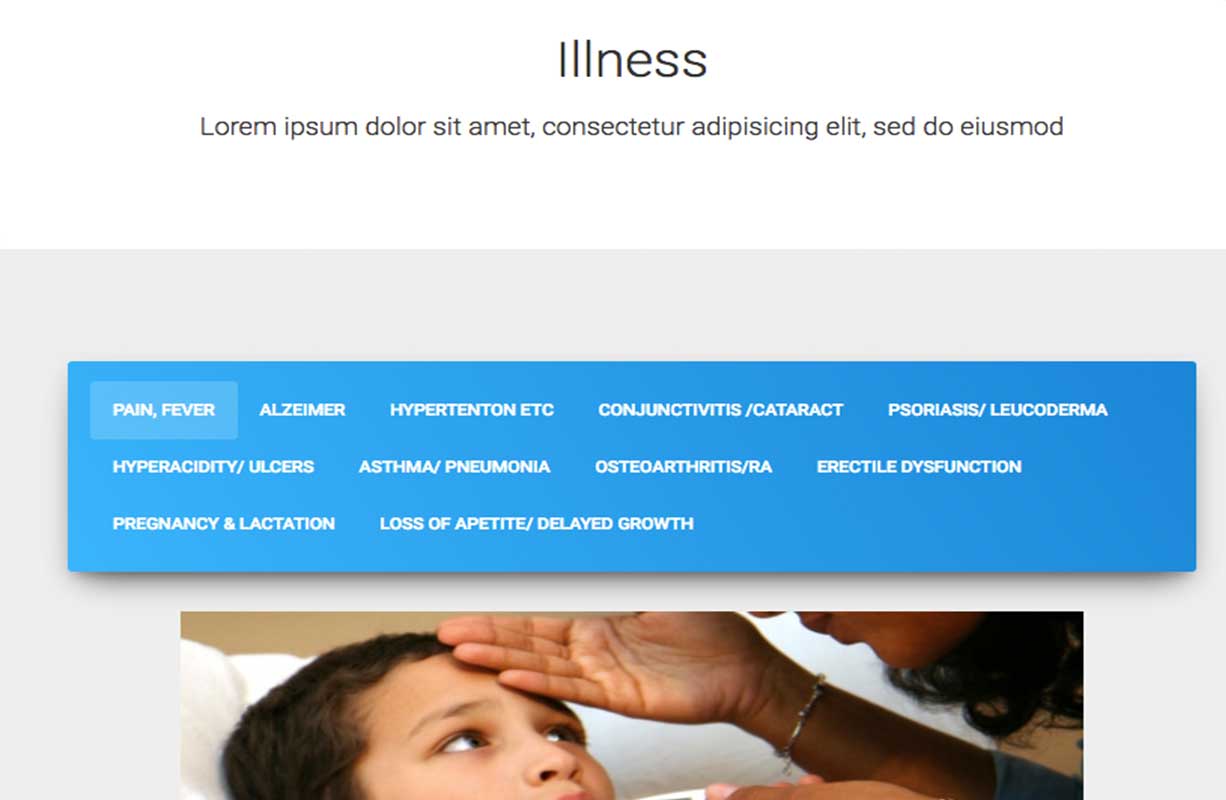 Illness
Lorem ipsum dolor sit amet, consectetur adipisicing elit, sed do eiusmod
PAIN, FEVER ALZEIMER HYPERTENTON ETC CONJUNCTIVITIS /CATARACT PSORIASIS/ LEUCODERMA
HYPERACIDITY/ ULCERS ASTHMA/ PNEUMONIA OSTEOARTHRITIS/RA ERECTILE DYSFUNCTION
PREGNANCY & LACTATION LOSS OF APETITE/ DELAYED GROWTH